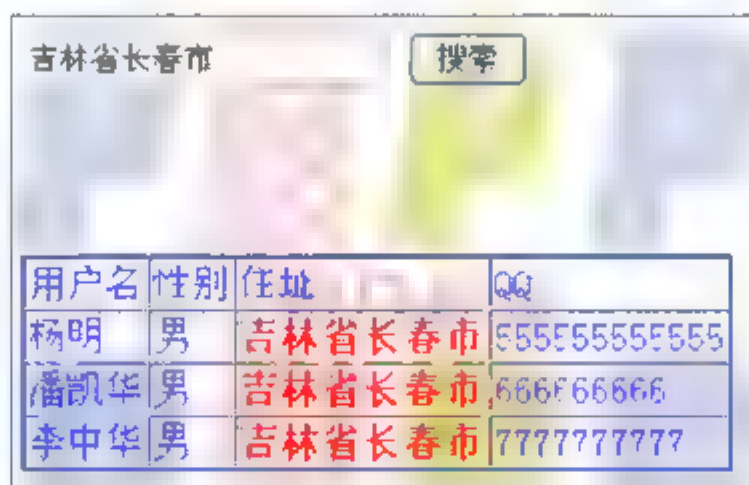 吉林省长春市 搜索
用户名 性别 住址 QQ
杨明 男 吉林省长春市 555555555555
潘凯华 男 吉林省长春市 666666666
李中华 男 吉林省长春市 7777777777